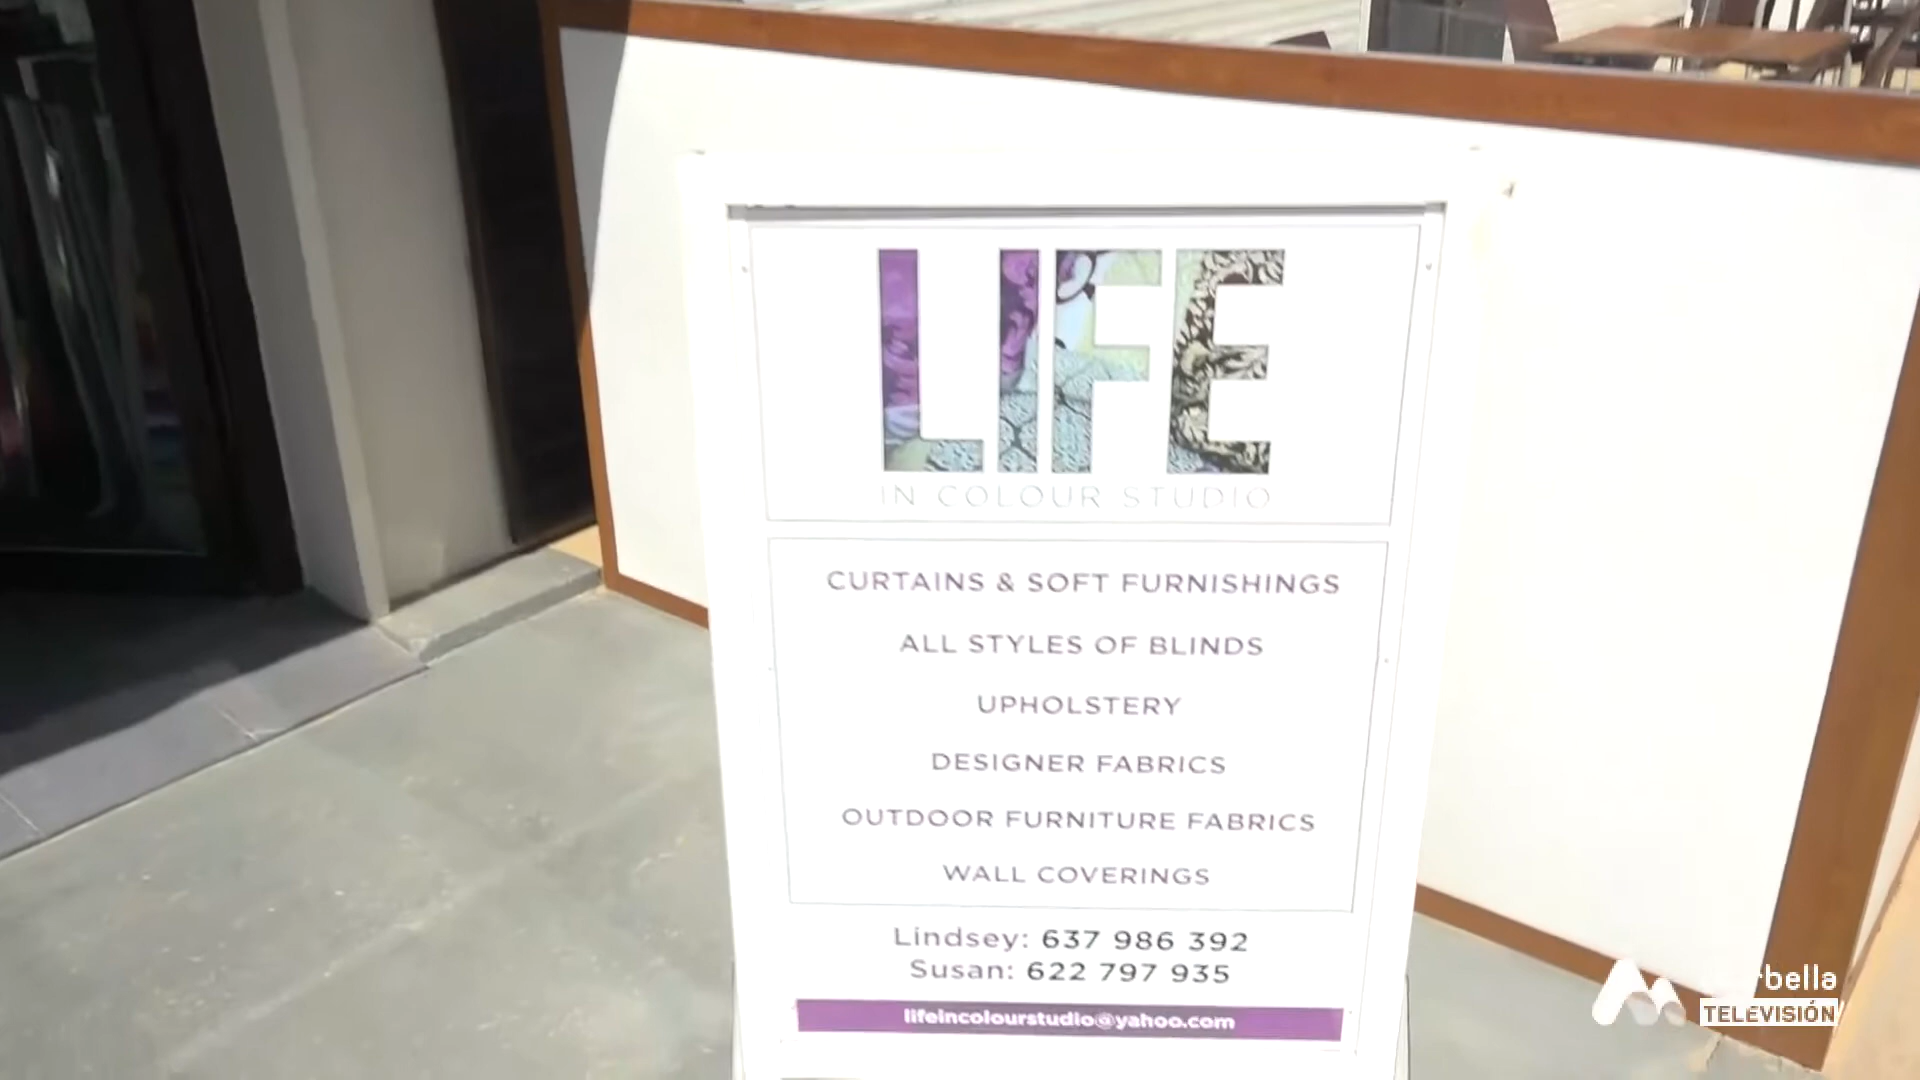 LIFE
IN COLOUR STUDIO
CURTAINS & SOFT FURNISHINGS
ALL STYLES OF BLINDS
UPHOLSTERY
DESIGNER FABRICS
OUTDOOR FURNITURE FABRICS
WALL COVERINGS
Lindsey: 637 986 392
Susan: 622 797 935
lifeincolourstudio@yahoo.com
Marbella
TELEVISIÓN